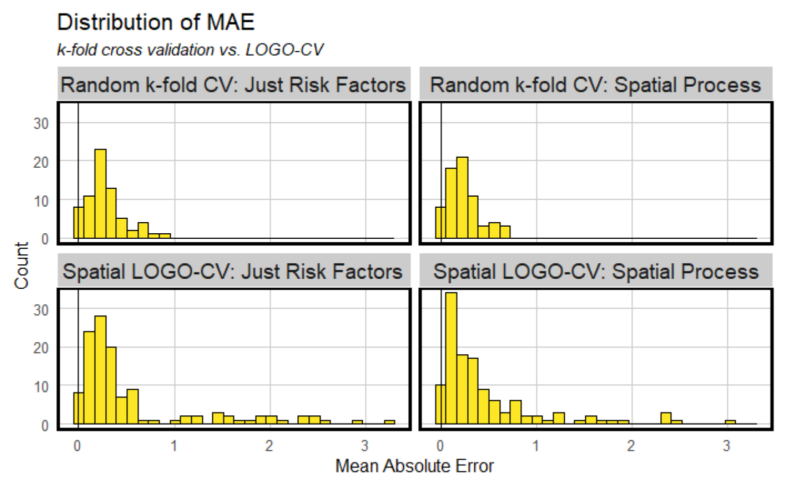 Distribution of MAE
k-fold cross validation vs. LOGO-CV
Random k-fold CV: Just Risk Factors
Random k-fold CV: Spatial Process
30
20
10
0
Count
Spatial LOGO-CV: Just Risk Factors
Spatial LOGO-CV: Spatial Process
30
20
10
0
0 1 2 3 0 1 2 3
Mean Absolute Error